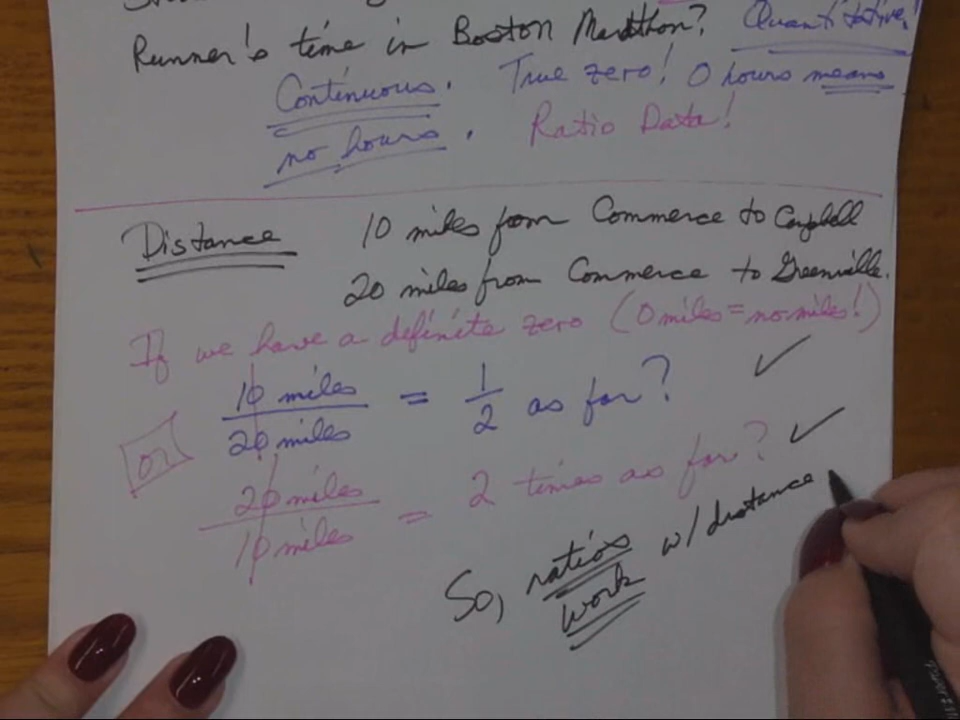 Runner's time in Boston Marathon? Quantitative!
Continuous. True zero! 0 hours means
no hours. Ratio Data!
Distance 10 miles from Commerce to Campbell
20 miles from Commerce to Greenville.
If we have a definite zero (0 miles = no miles!)
10 miles / 20 miles = 1/2 as far? ✓
or
20 miles / 10 miles = 2 times as far? ✓
So, ratios w/ distance
work